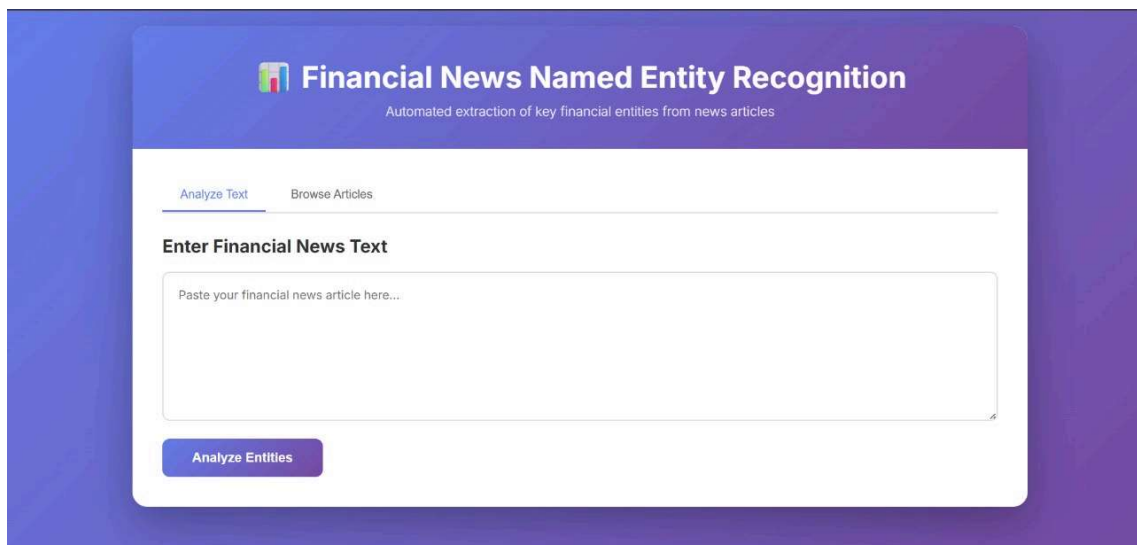 Financial News Named Entity Recognition
Automated extraction of key financial entities from news articles
Analyze Text Browse Articles
Enter Financial News Text
Paste your financial news article here...
Analyze Entities